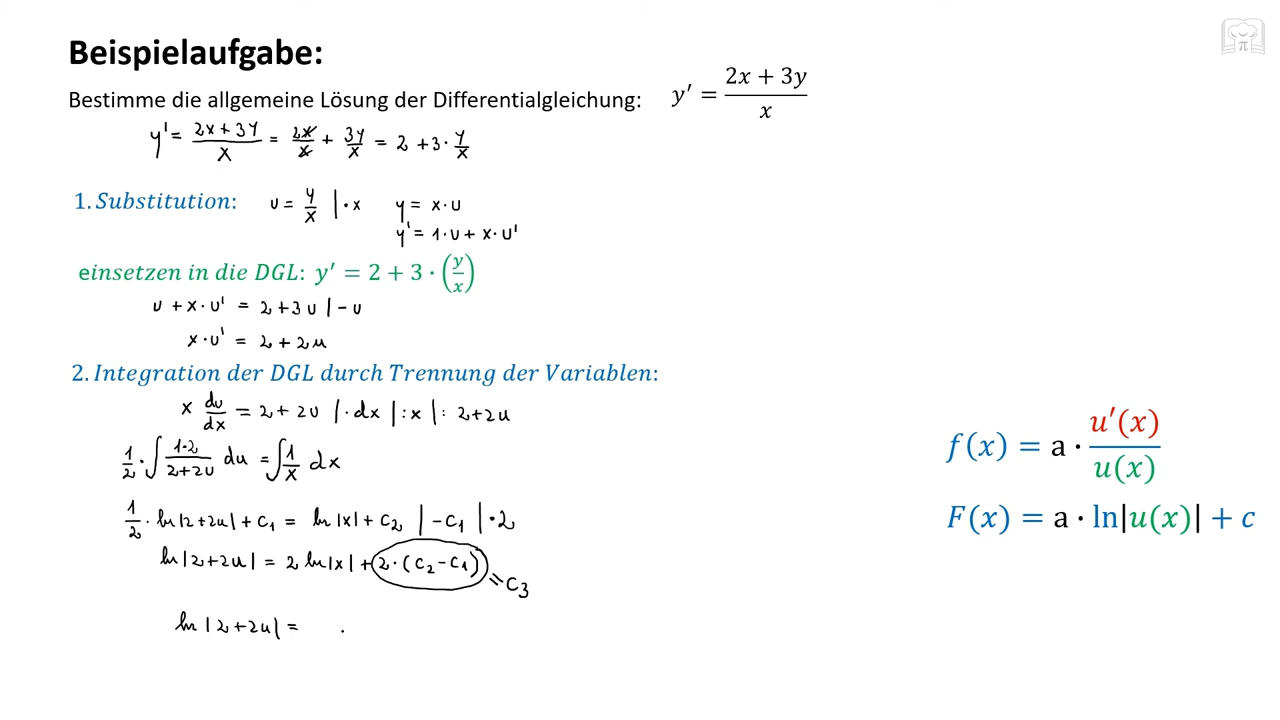 Beispielaufgabe:
Bestimme die allgemeine Lösung der Differentialgleichung: y′ = (2x + 3y)/x
y' = (2x + 3y)/x = 2x/x + 3y/x = 2 + 3 · y/x
1. Substitution: u = y/x | · x   y = x · u
y' = 1 · u + x · u'
einsetzen in die DGL: y′ = 2 + 3 · (y/x)
u + x · u' = 2 + 3u | − u
x · u' = 2 + 2u
2. Integration der DGL durch Trennung der Variablen:
x du/dx = 2 + 2u | · dx | : x | : 2 + 2u
1/2 · ∫ (1·2)/(2+2u) du = ∫ 1/x dx
1/2 · ln |2 + 2u| + C₁ = ln |x| + C₂ | − C₁ | · 2
ln |2 + 2u| = 2 ln |x| + 2 · (C₂ − C₁) = C₃
ln |2 + 2u| =
f(x) = a · u′(x)/u(x)
F(x) = a · ln|u(x)| + c
π